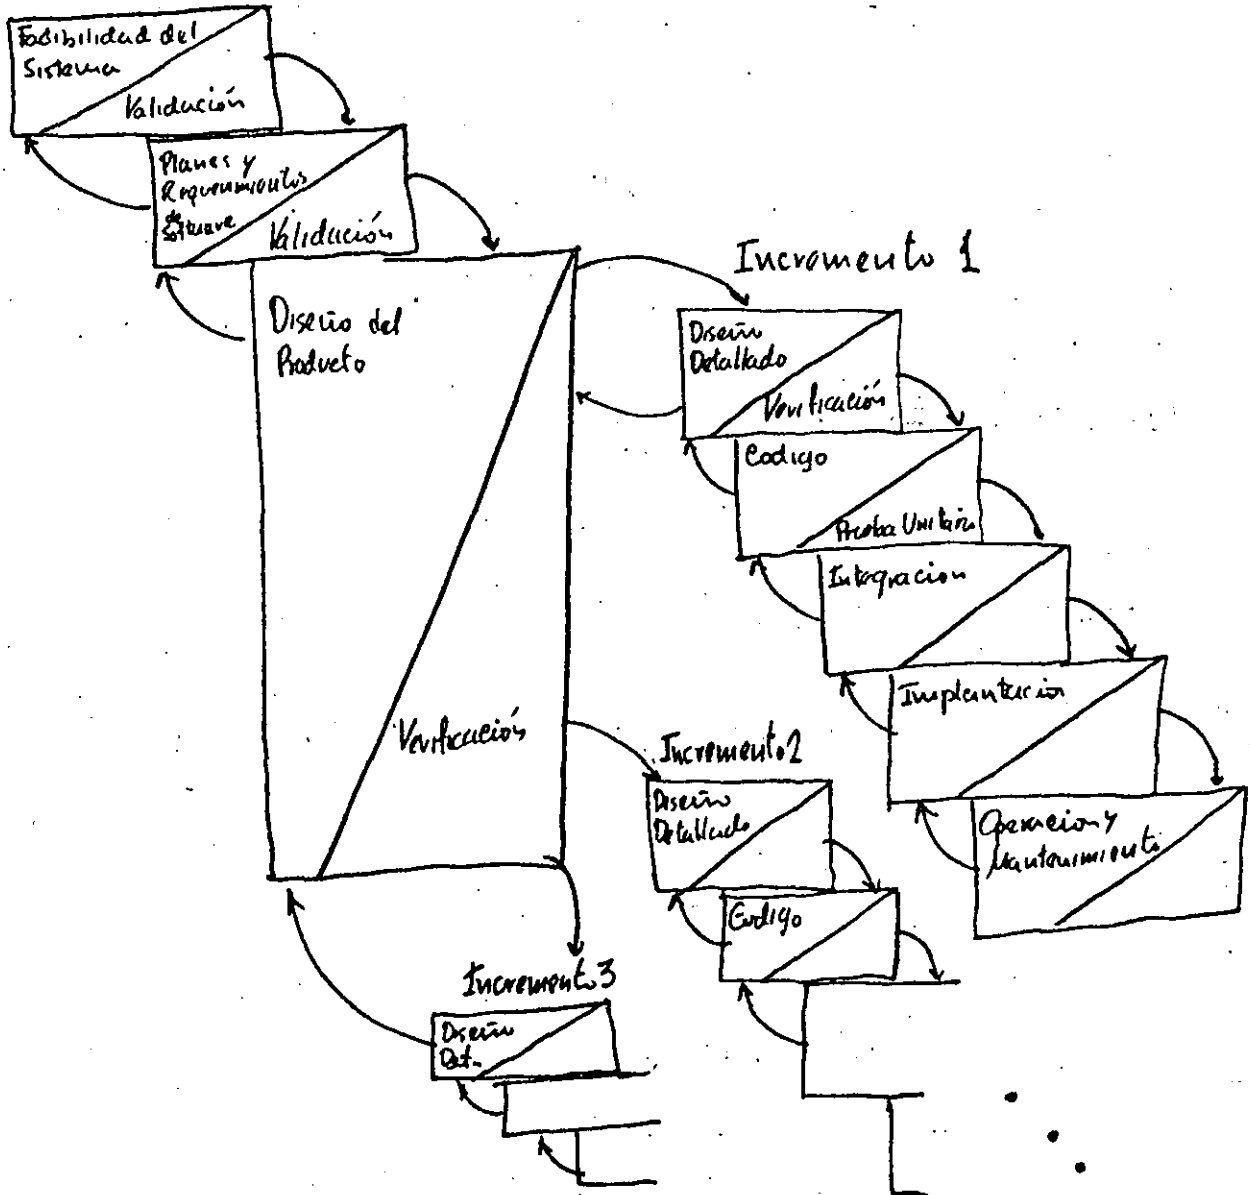 Factibilidad del
Sistema
Validación
Planes y
Requerimientos
de
Software
Validación
Diseño del
Producto
Verificación
Incremento 1
Diseño
Detallado
Verificación
Codigo
Prueba Unitaria
Integracion
Implantacion
Operacion y
Mantenimiento
Incremento 2
Diseño
Detallado
Codigo
Incremento 3
Diseño
Det.